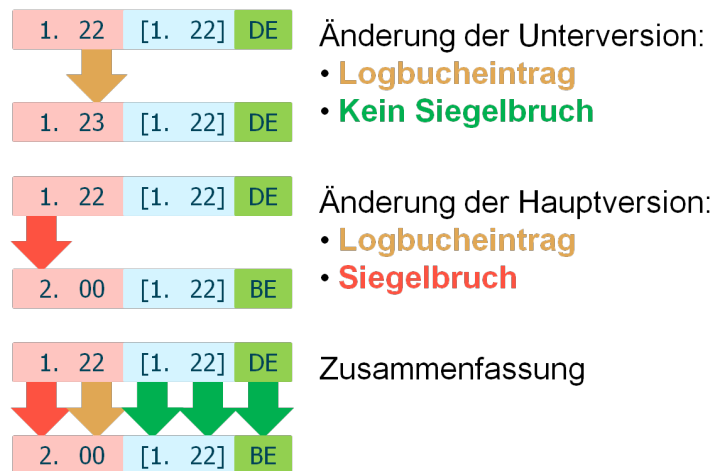 1. 22 [1. 22] DE
Änderung der Unterversion:
• Logbucheintrag
• Kein Siegelbruch
1. 23 [1. 22] DE
1. 22 [1. 22] DE
Änderung der Hauptversion:
• Logbucheintrag
• Siegelbruch
2. 00 [1. 22] BE
1. 22 [1. 22] DE
Zusammenfassung
2. 00 [1. 22] BE